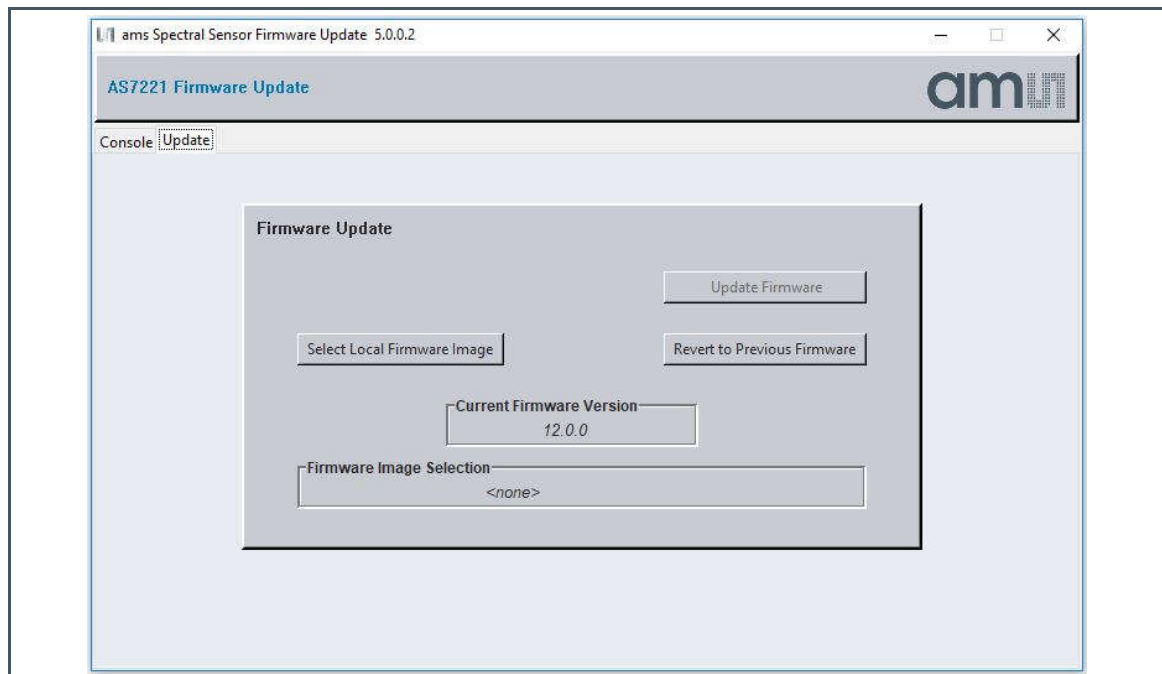 ams Spectral Sensor Firmware Update 5.0.0.2
AS7221 Firmware Update
am
Console Update
Firmware Update
Update Firmware
Select Local Firmware Image Revert to Previous Firmware
Current Firmware Version
12.0.0
Firmware Image Selection
<none>